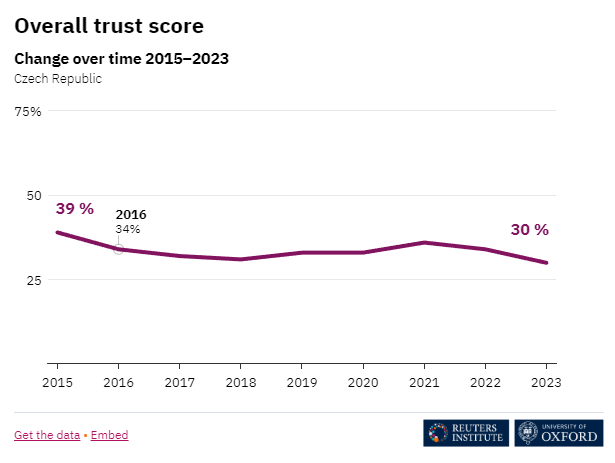 Overall trust score
Change over time 2015–2023
Czech Republic
75%
50
39 %
2016
34%
30 %
25
2015 2016 2017 2018 2019 2020 2021 2022 2023
Get the data • Embed
REUTERS
INSTITUTE
UNIVERSITY OF
OXFORD